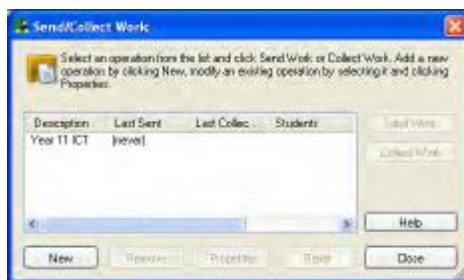 Send/Collect Work
Select an operation from the list and click Send Work or Collect Work. Add a new
operation by clicking New, modify an existing operation by selecting it and clicking
Properties.
Description Last Sent Last Collec... Students
Year 11 ICT (never)
Send Work
Collect Work
Help
New Remove Properties Reset Close